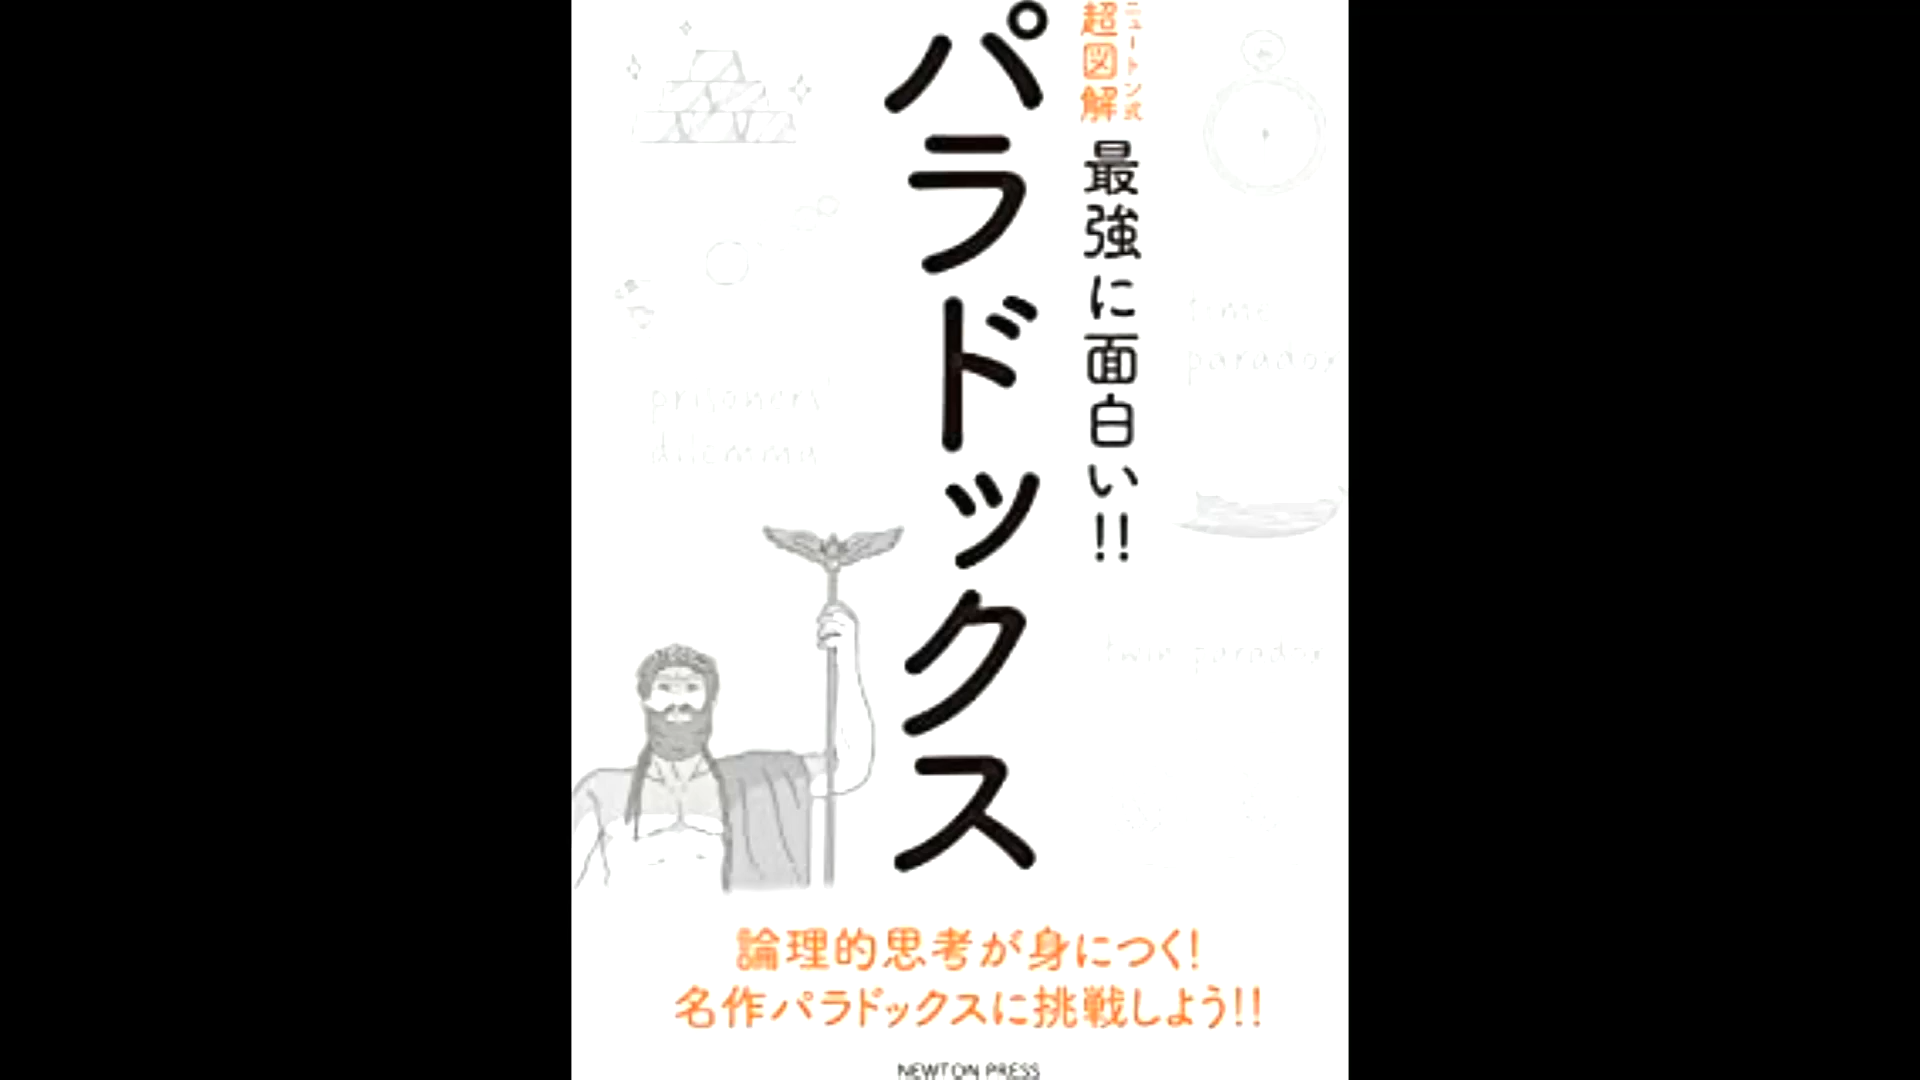 ニュートン式
超図解
最強に面白い!!
パラドックス
time
paradox
prisoners'
dilemma
twin paradox
論理的思考が身につく!
名作パラドックスに挑戦しよう!!
NEWTON PRESS